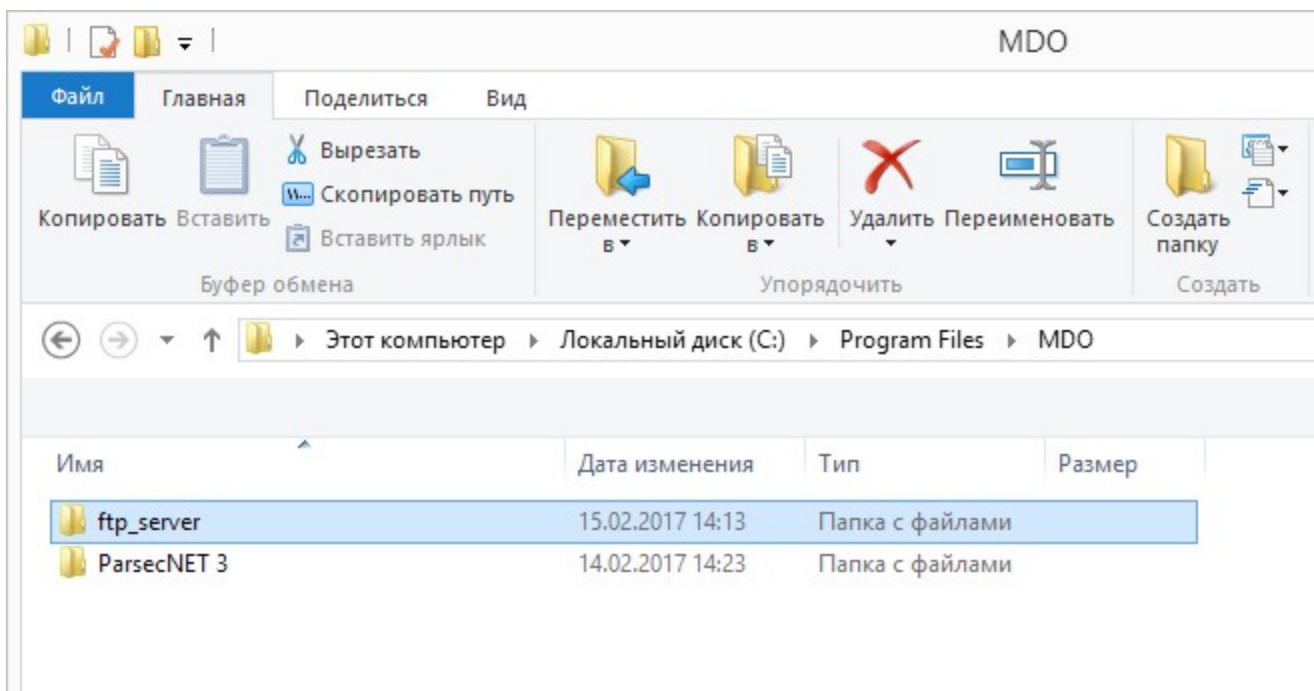 MDO
Файл Главная Поделиться Вид
Копировать
Вставить
Вырезать
Скопировать путь
Вставить ярлык
Буфер обмена
Переместить в
Копировать в
Удалить
Переименовать
Упорядочить
Создать папку
Создать
Этот компьютер Локальный диск (C:) Program Files MDO
Имя Дата изменения Тип Размер
ftp_server 15.02.2017 14:13 Папка с файлами
ParsecNET 3 14.02.2017 14:23 Папка с файлами